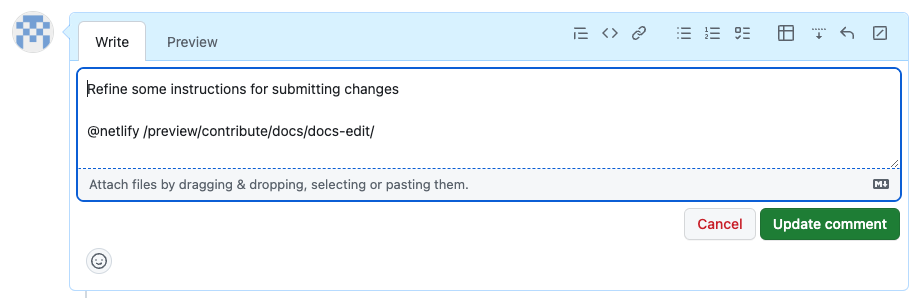 Write
Preview
Refine some instructions for submitting changes
@netlify /preview/contribute/docs/docs-edit/
Attach files by dragging & dropping, selecting or pasting them.
Cancel
Update comment